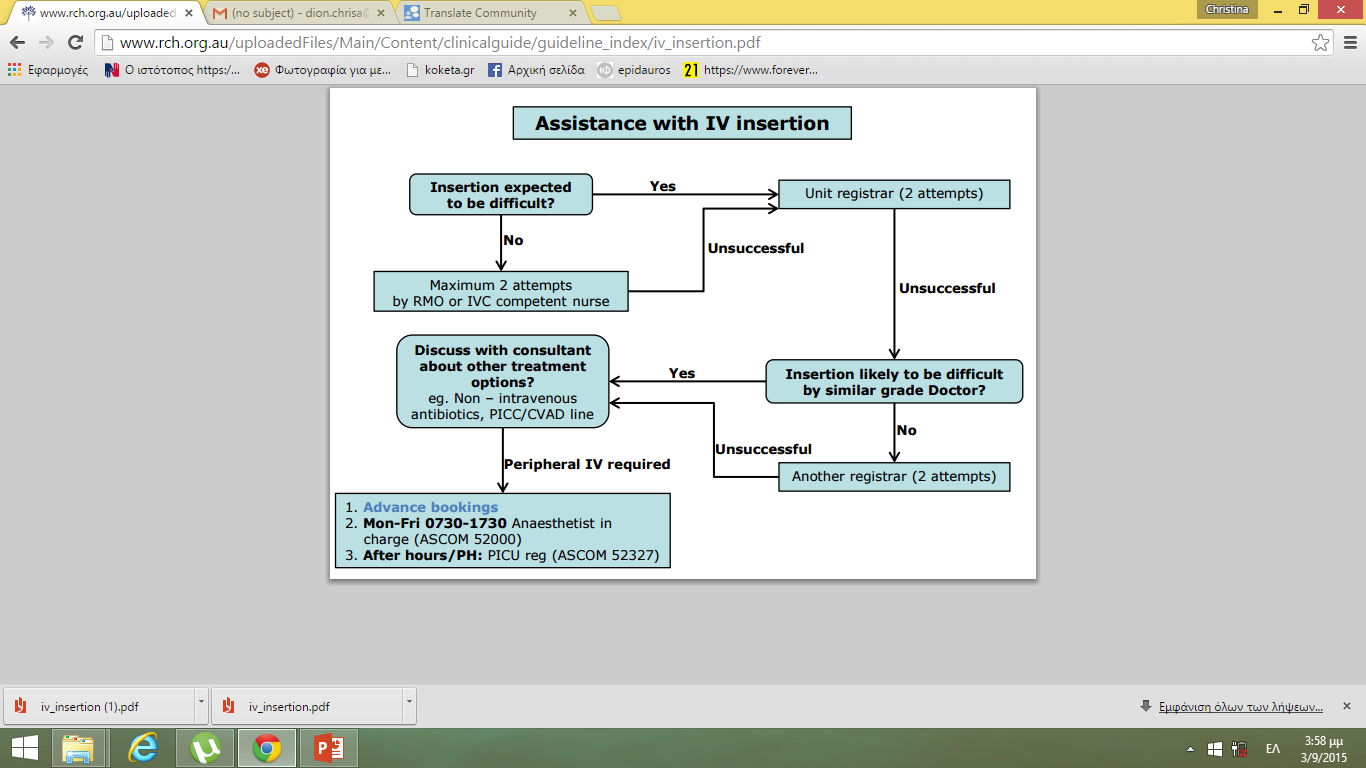 www.rch.org.au/uploaded
(no subject) - dion.chrisa@
Translate Community
Christina
www.rch.org.au/uploadedFiles/Main/Content/clinicalguide/guideline_index/iv_insertion.pdf
Εφαρμογές
Ο ιστότοπος https:/...
Φωτογραφία για με...
koketa.gr
Αρχική σελίδα
epidauros
21 https://www.forever...
Assistance with IV insertion
Insertion expected
to be difficult?
Yes
Unit registrar (2 attempts)
No
Unsuccessful
Maximum 2 attempts
by RMO or IVC competent nurse
Unsuccessful
Discuss with consultant
about other treatment
options?
eg. Non – intravenous
antibiotics, PICC/CVAD line
Yes
Insertion likely to be difficult
by similar grade Doctor?
No
Unsuccessful
Another registrar (2 attempts)
Peripheral IV required
1. Advance bookings
2. Mon-Fri 0730-1730 Anaesthetist in
charge (ASCOM 52000)
3. After hours/PH: PICU reg (ASCOM 52327)
iv_insertion (1).pdf
iv_insertion.pdf
Εμφάνιση όλων των λήψεων...
ΕΛ
3:58 μμ
3/9/2015